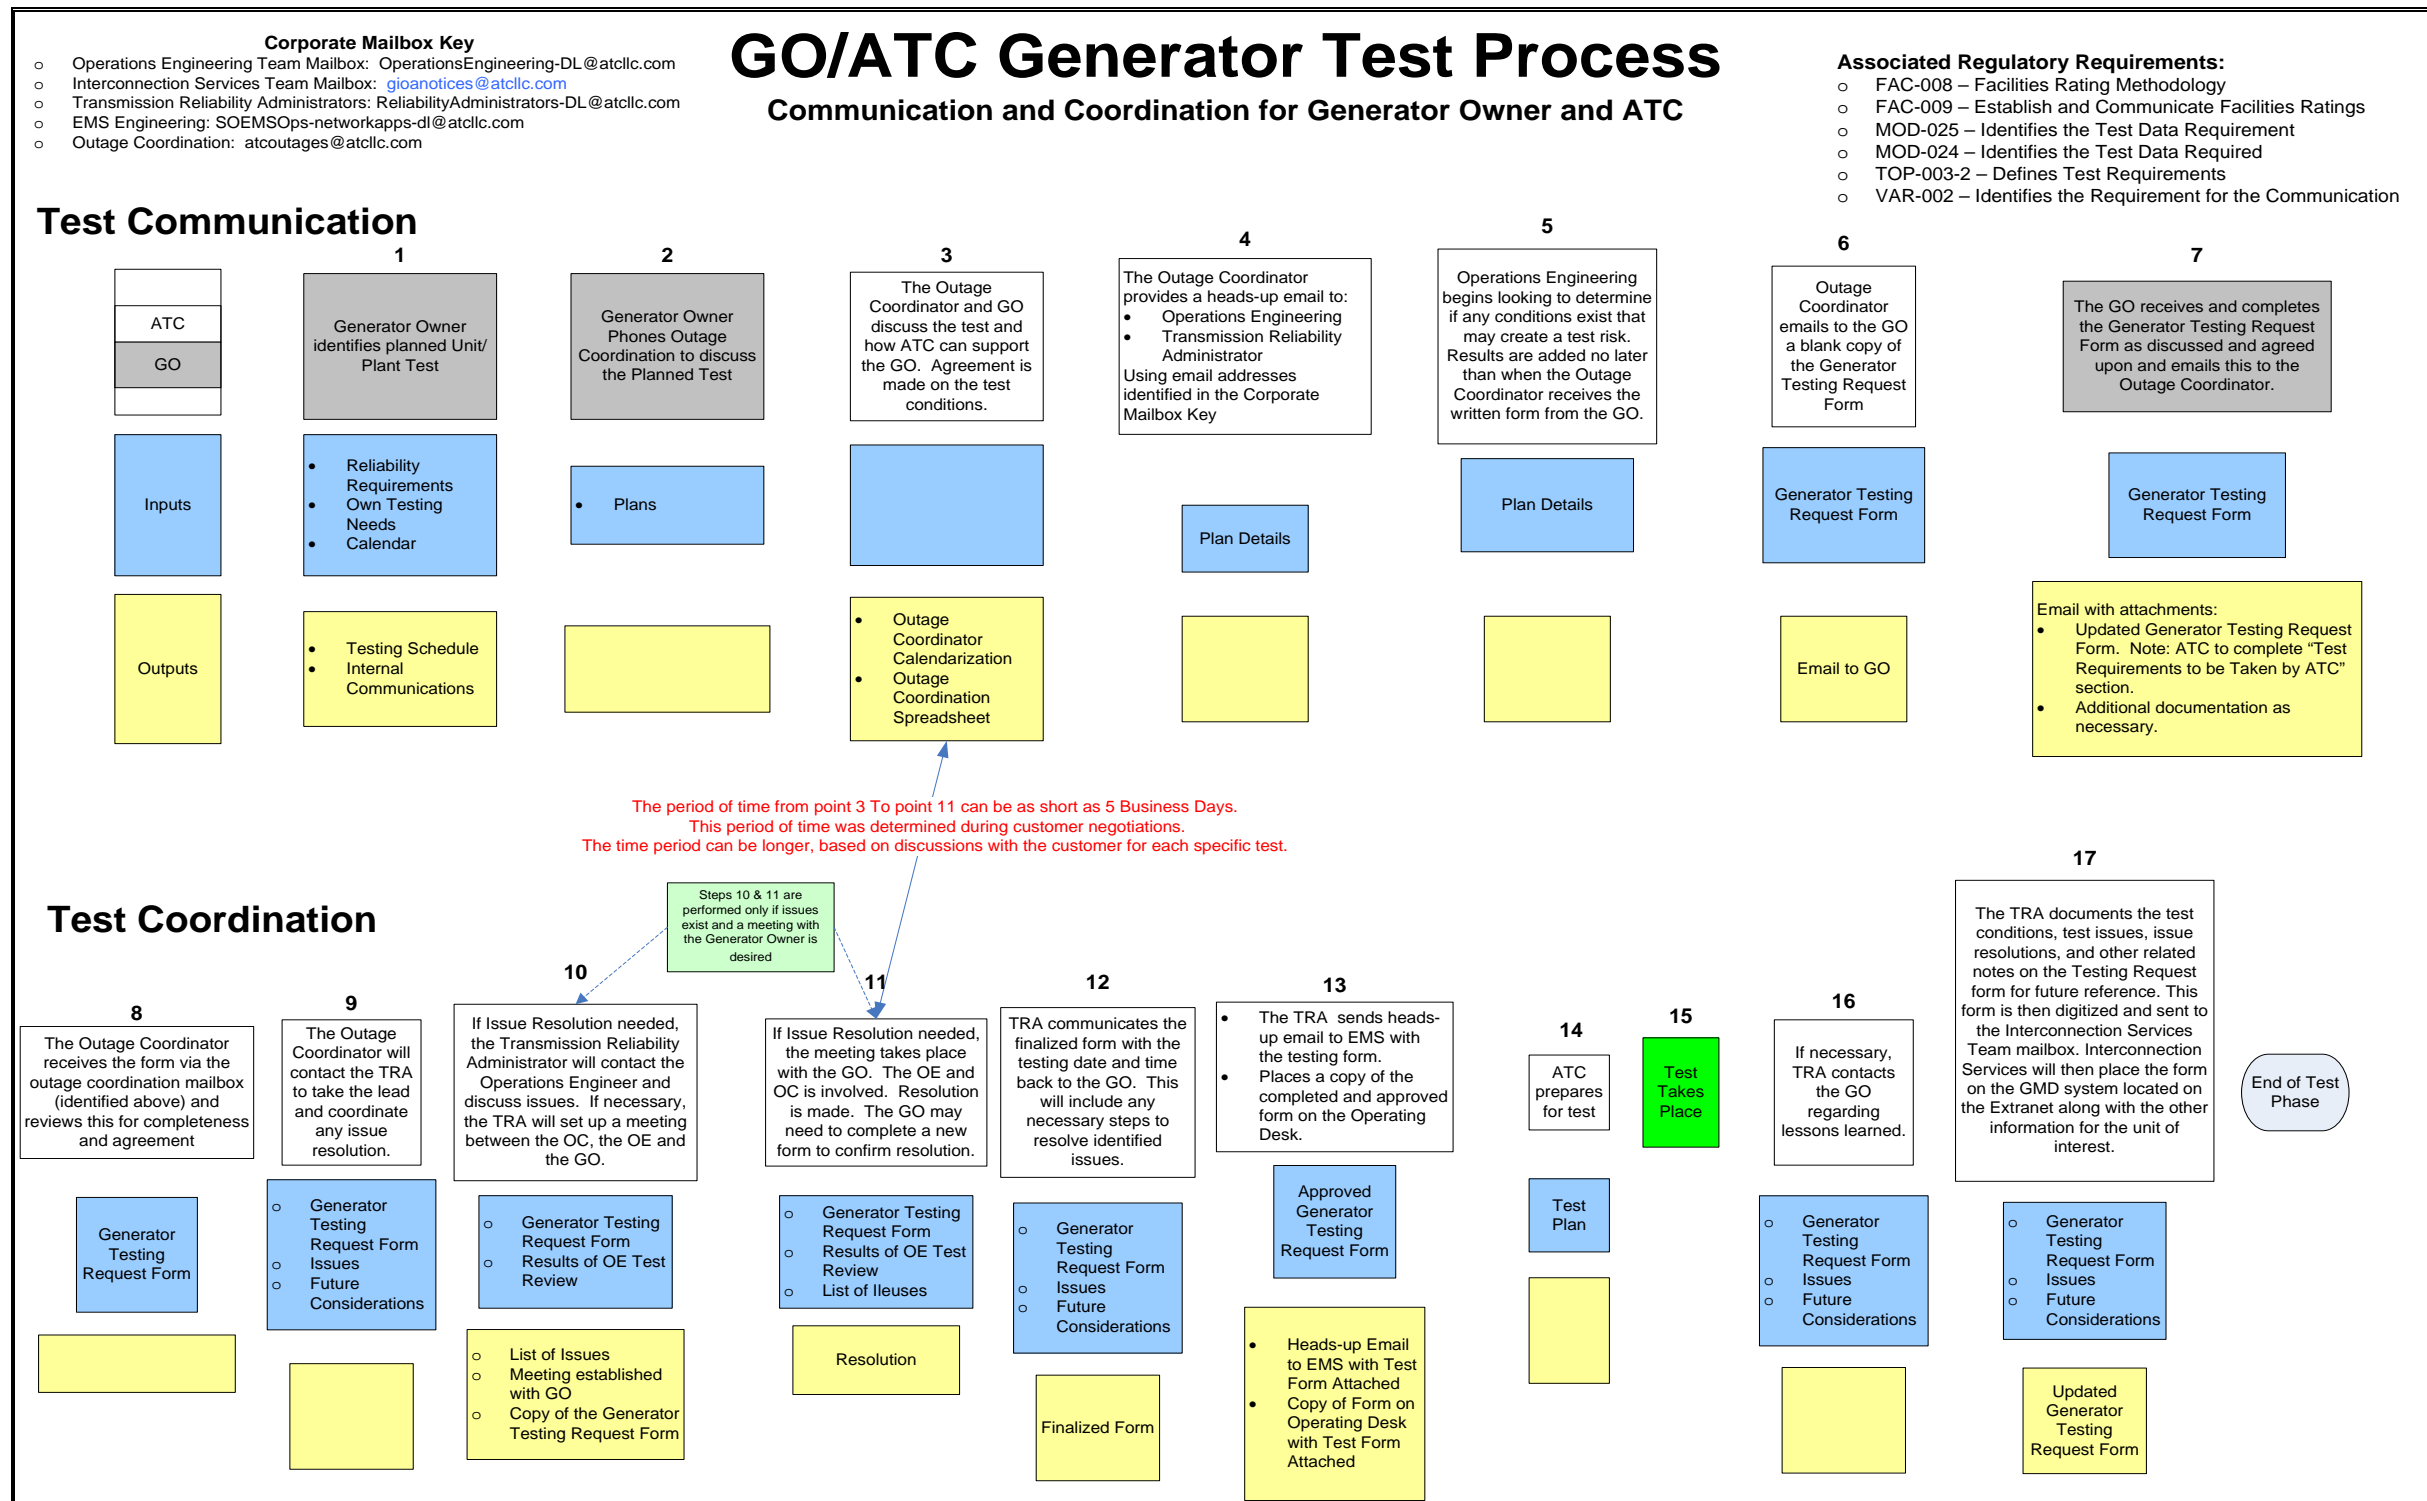 GO/ATC Generator Test Process
Communication and Coordination for Generator Owner and ATC
Corporate Mailbox Key
o Operations Engineering Team Mailbox: OperationsEngineering-DL@atcllc.com
o Interconnection Services Team Mailbox: gioanotices@atcllc.com
o Transmission Reliability Administrators: ReliabilityAdministrators-DL@atcllc.com
o EMS Engineering: SOEMSOps-networkapps-dl@atcllc.com
o Outage Coordination: atcoutages@atcllc.com
Associated Regulatory Requirements:
o FAC-008 – Facilities Rating Methodology
o FAC-009 – Establish and Communicate Facilities Ratings
o MOD-025 – Identifies the Test Data Requirement
o MOD-024 – Identifies the Test Data Required
o TOP-003-2 – Defines Test Requirements
o VAR-002 – Identifies the Requirement for the Communication
Test Communication
ATC
GO
Inputs
Outputs
1
Generator Owner
identifies planned Unit/
Plant Test
• Reliability
Requirements
• Own Testing
Needs
• Calendar
• Testing Schedule
• Internal
Communications
2
Generator Owner
Phones Outage
Coordination to discuss
the Planned Test
• Plans
3
The Outage
Coordinator and GO
discuss the test and
how ATC can support
the GO. Agreement is
made on the test
conditions.
• Outage
Coordinator
Calendarization
• Outage
Coordination
Spreadsheet
4
The Outage Coordinator
provides a heads-up email to:
• Operations Engineering
• Transmission Reliability
Administrator
Using email addresses
identified in the Corporate
Mailbox Key
Plan Details
5
Operations Engineering
begins looking to determine
if any conditions exist that
may create a test risk.
Results are added no later
than when the Outage
Coordinator receives the
written form from the GO.
Plan Details
6
Outage
Coordinator
emails to the GO
a blank copy of
the Generator
Testing Request
Form
Generator Testing
Request Form
Email to GO
7
The GO receives and completes
the Generator Testing Request
Form as discussed and agreed
upon and emails this to the
Outage Coordinator.
Generator Testing
Request Form
Email with attachments:
• Updated Generator Testing Request
Form. Note: ATC to complete “Test
Requirements to be Taken by ATC”
section.
• Additional documentation as
necessary.
The period of time from point 3 To point 11 can be as short as 5 Business Days.
This period of time was determined during customer negotiations.
The time period can be longer, based on discussions with the customer for each specific test.
Test Coordination
Steps 10 & 11 are
performed only if issues
exist and a meeting with
the Generator Owner is
desired
8
The Outage Coordinator
receives the form via the
outage coordination mailbox
(identified above) and
reviews this for completeness
and agreement
Generator
Testing
Request Form
9
The Outage
Coordinator will
contact the TRA
to take the lead
and coordinate
any issue
resolution.
o Generator
Testing
Request Form
o Issues
o Future
Considerations
10
If Issue Resolution needed,
the Transmission Reliability
Administrator will contact the
Operations Engineer and
discuss issues. If necessary,
the TRA will set up a meeting
between the OC, the OE and
the GO.
o Generator Testing
Request Form
o Results of OE Test
Review
o List of Issues
o Meeting established
with GO
o Copy of the Generator
Testing Request Form
11
If Issue Resolution needed,
the meeting takes place
with the GO. The OE and
OC is involved. Resolution
is made. The GO may
need to complete a new
form to confirm resolution.
o Generator Testing
Request Form
o Results of OE Test
Review
o List of Ileuses
Resolution
12
TRA communicates the
finalized form with the
testing date and time
back to the GO. This
will include any
necessary steps to
resolve identified
issues.
o Generator
Testing
Request Form
o Issues
o Future
Considerations
Finalized Form
13
• The TRA sends heads-
up email to EMS with
the testing form.
• Places a copy of the
completed and approved
form on the Operating
Desk.
Approved
Generator
Testing
Request Form
• Heads-up Email
to EMS with Test
Form Attached
• Copy of Form on
Operating Desk
with Test Form
Attached
14
ATC
prepares
for test
Test
Plan
15
Test
Takes
Place
16
If necessary,
TRA contacts
the GO
regarding
lessons learned.
o Generator
Testing
Request Form
o Issues
o Future
Considerations
17
The TRA documents the test
conditions, test issues, issue
resolutions, and other related
notes on the Testing Request
form for future reference. This
form is then digitized and sent to
the Interconnection Services
Team mailbox. Interconnection
Services will then place the form
on the GMD system located on
the Extranet along with the other
information for the unit of
interest.
o Generator
Testing
Request Form
o Issues
o Future
Considerations
Updated
Generator
Testing
Request Form
End of Test
Phase